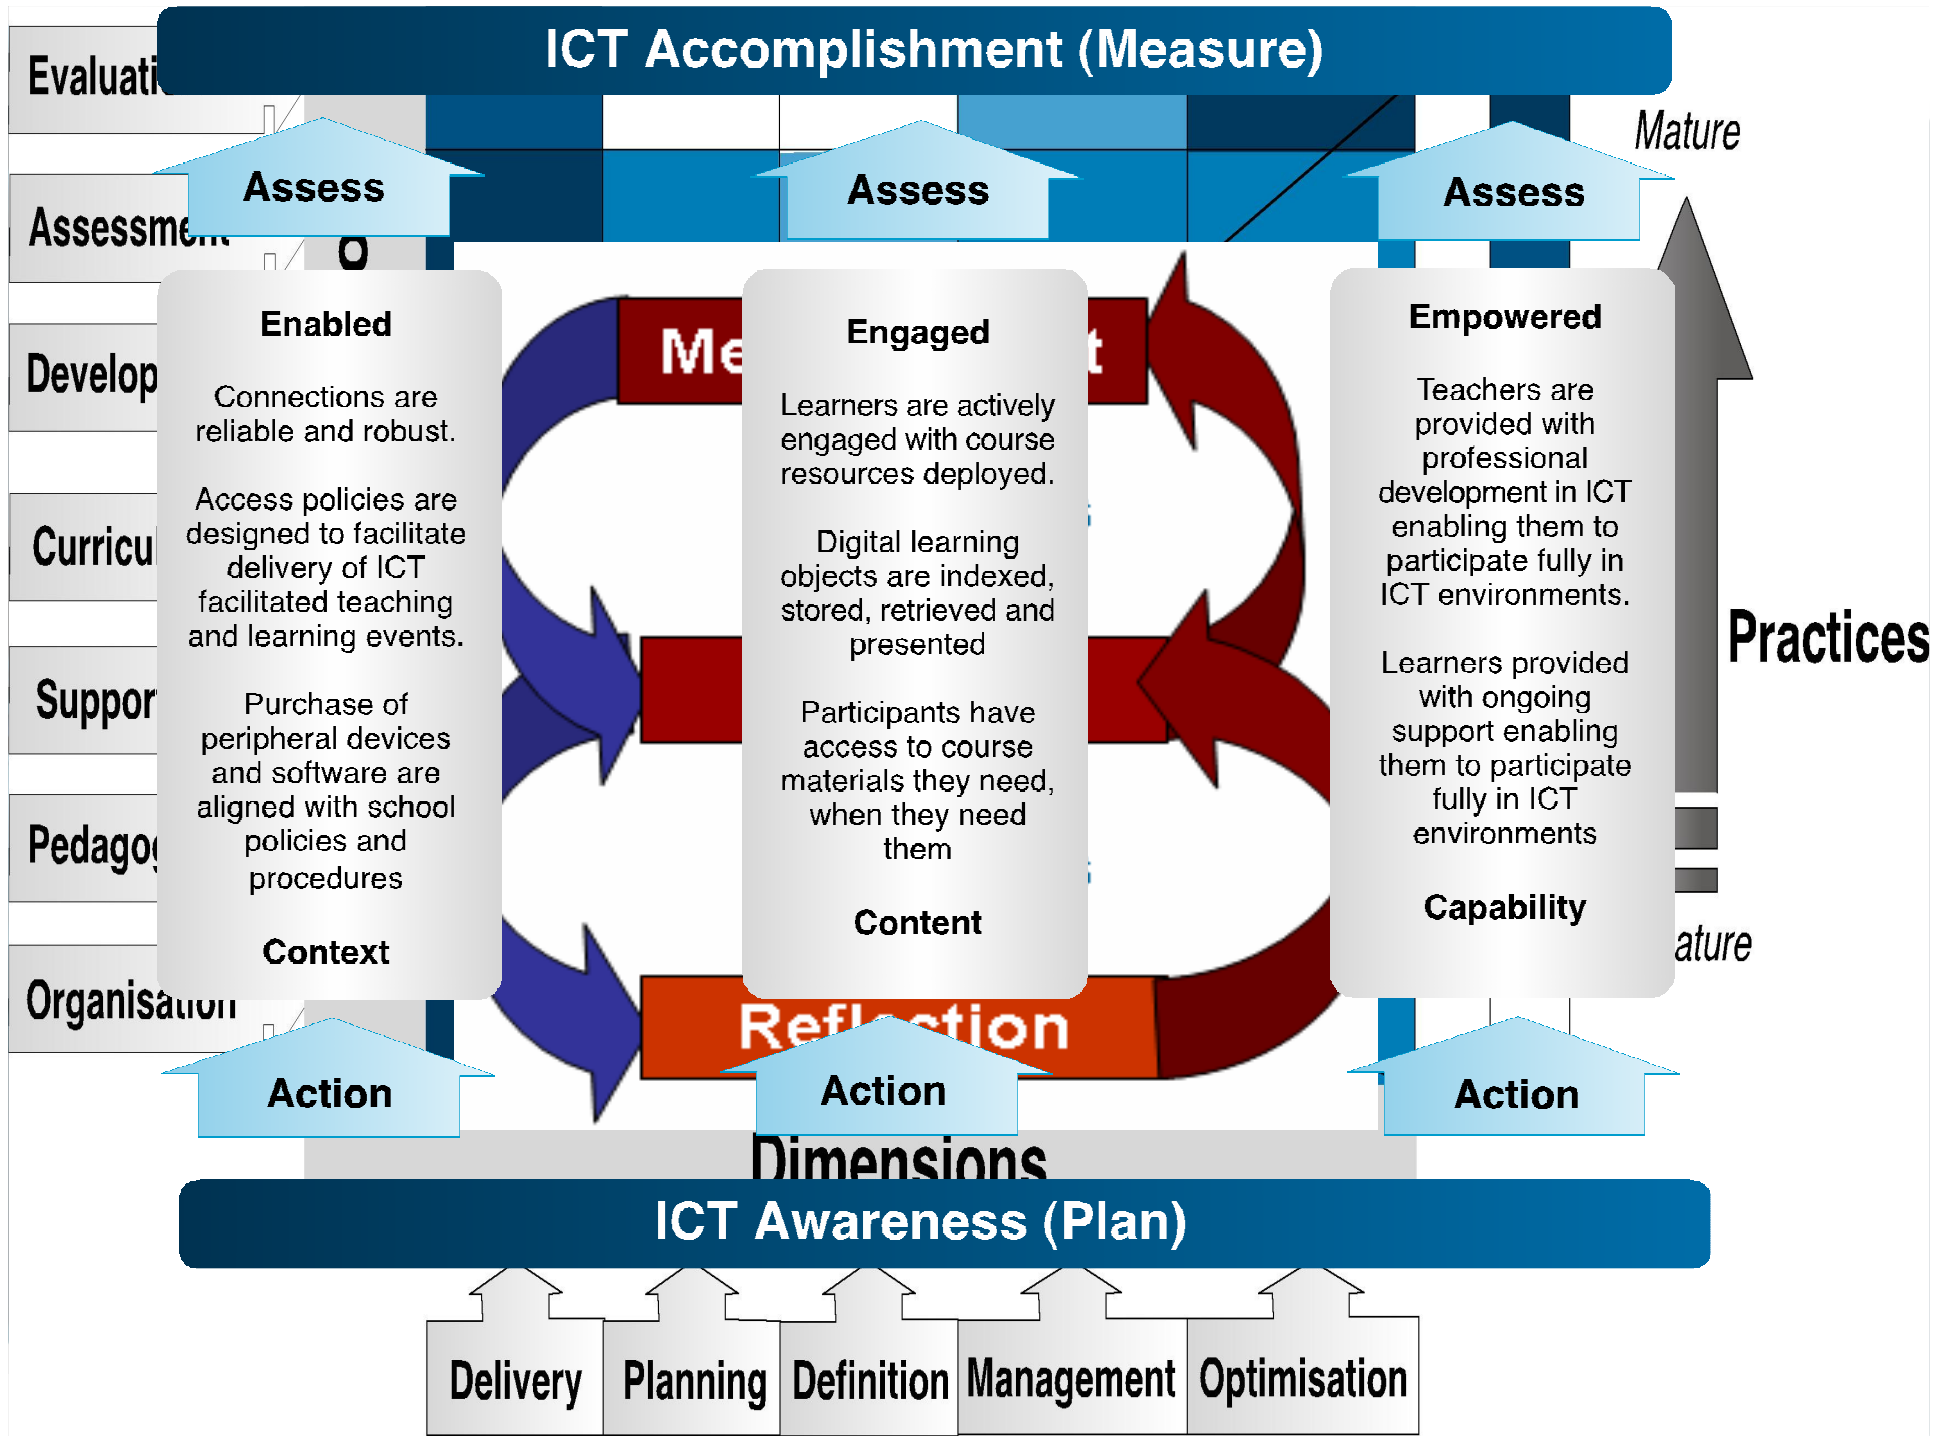 ICT Accomplishment (Measure)
Mature
Assess
Assess
Assess
Assessment
Enabled
Connections are
reliable and robust.
Access policies are
designed to facilitate
delivery of ICT
facilitated teaching
and learning events.
Purchase of
peripheral devices
and software are
aligned with school
policies and
procedures
Context
Engaged
Learners are actively
engaged with course
resources deployed.
Digital learning
objects are indexed,
stored, retrieved and
presented
Participants have
access to course
materials they need,
when they need
them
Content
Empowered
Teachers are
provided with
professional
development in ICT
enabling them to
participate fully in
ICT environments.
Learners provided
with ongoing
support enabling
them to participate
fully in ICT
environments
Capability
Practices
Organisation
Reflection
Action
Action
Action
Dimensions
ICT Awareness (Plan)
Delivery
Planning
Definition
Management
Optimisation